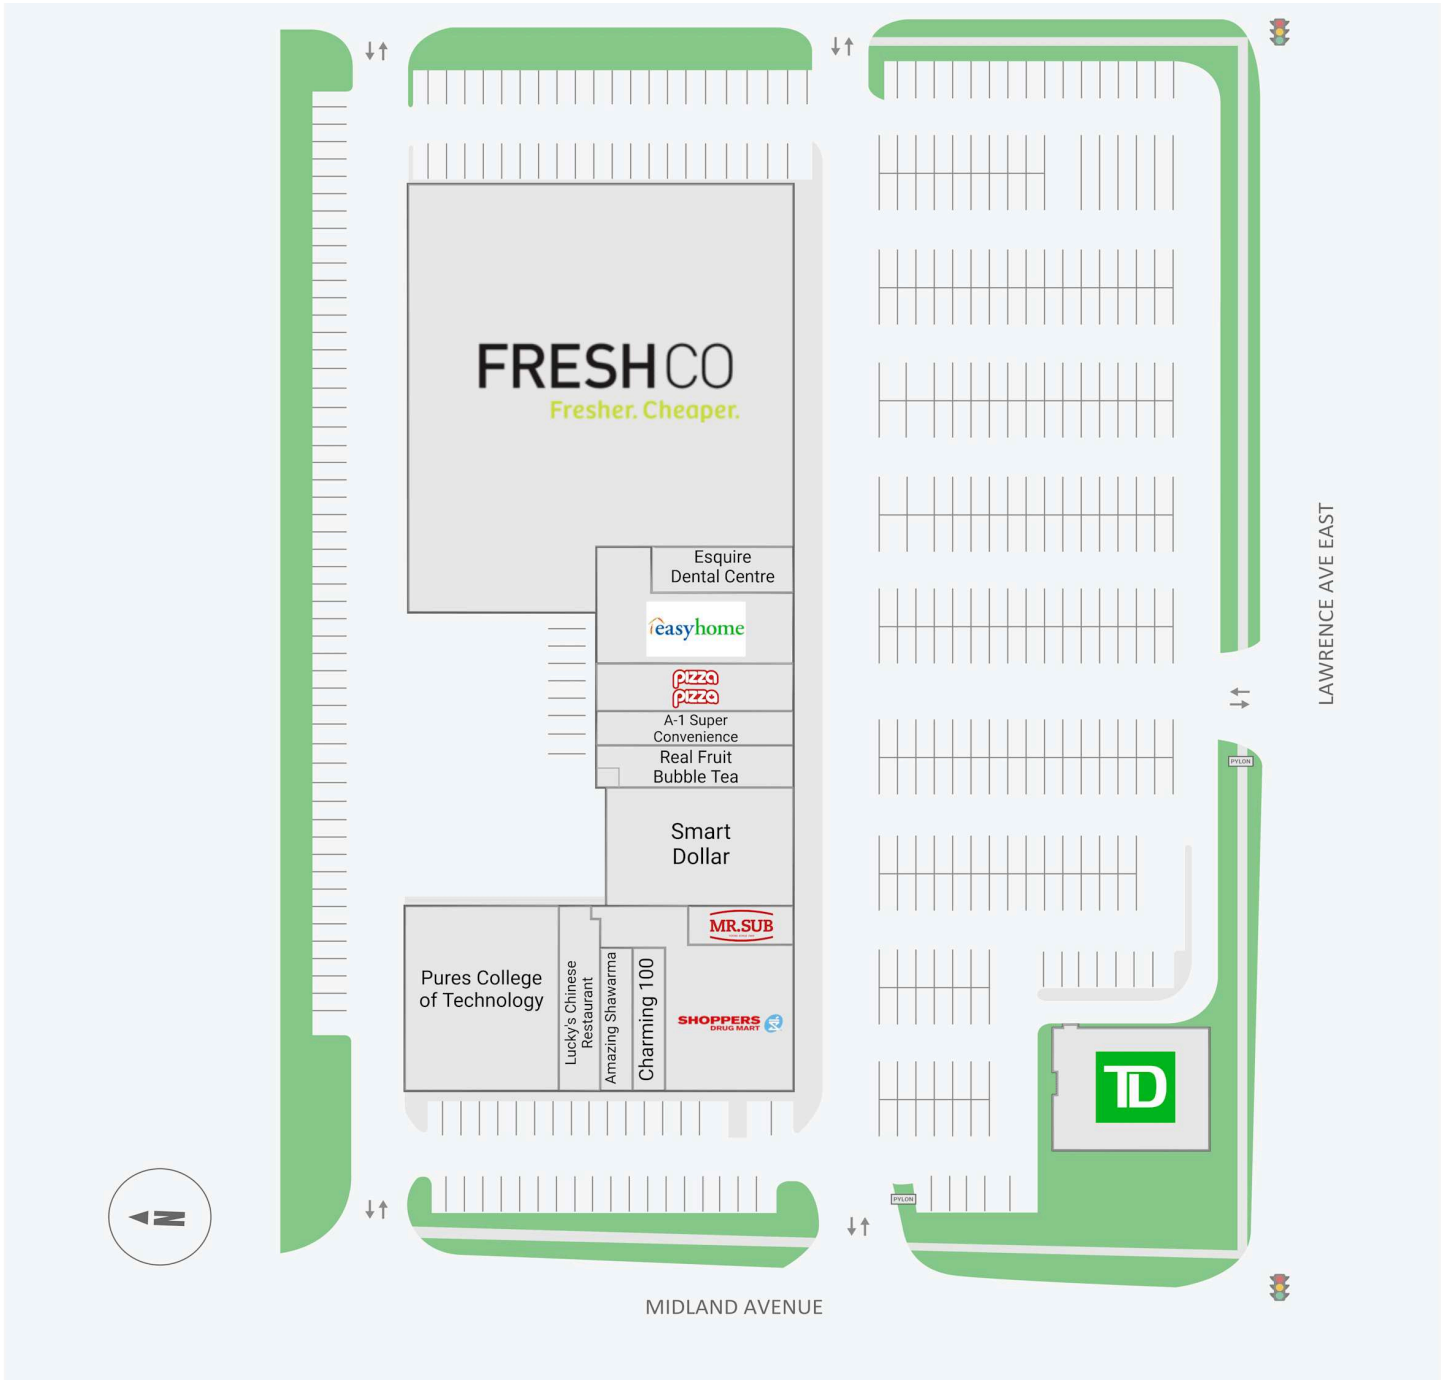 FRESHCO
Fresher. Cheaper.
Esquire
Dental Centre
easyhome
pizza
pizza
A-1 Super
Convenience
Real Fruit
Bubble Tea
Smart
Dollar
MR.SUB
Pures College
of Technology
Lucky's Chinese
Restaurant
Amazing Shawarma
Charming 100
SHOPPERS
DRUG MART
TD
PYLON
PYLON
LAWRENCE AVE EAST
MIDLAND AVENUE
N